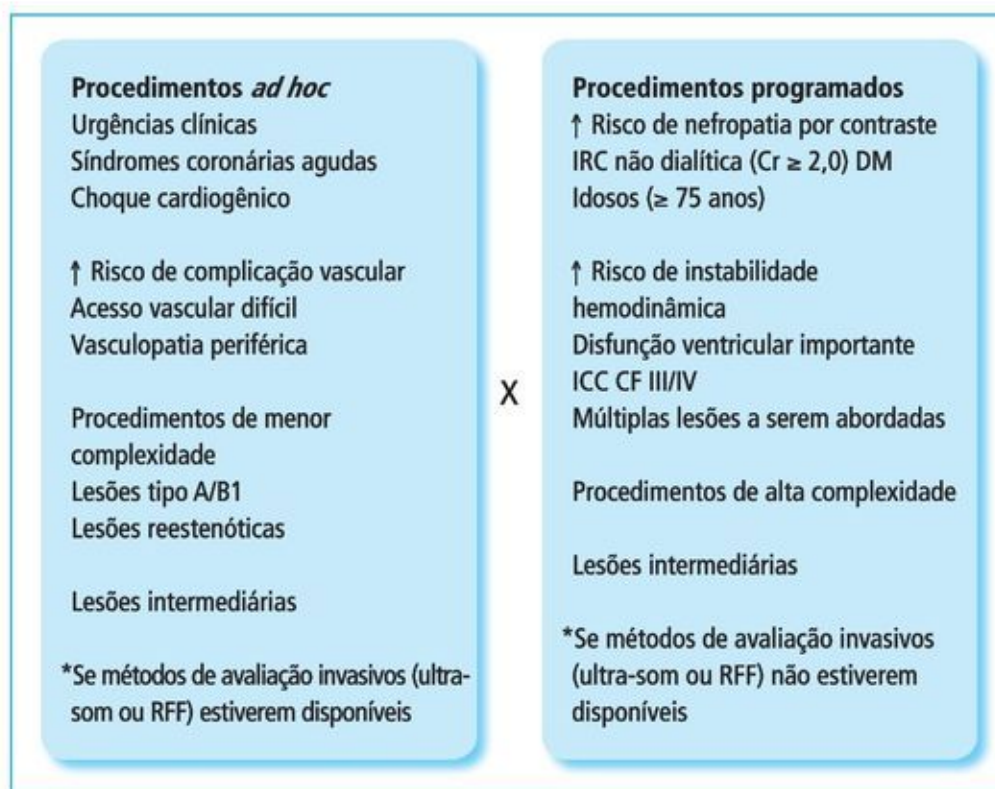 Procedimentos ad hoc
Urgências clínicas
Síndromes coronárias agudas
Choque cardiogênico
↑ Risco de complicação vascular
Acesso vascular difícil
Vasculopatia periférica
Procedimentos de menor
complexidade
Lesões tipo A/B1
Lesões reestenóticas
Lesões intermediárias
*Se métodos de avaliação invasivos (ultra-
som ou RFF) estiverem disponíveis
X
Procedimentos programados
↑ Risco de nefropatia por contraste
IRC não dialítica (Cr ≥ 2,0) DM
Idosos (≥ 75 anos)
↑ Risco de instabilidade
hemodinâmica
Disfunção ventricular importante
ICC CF III/IV
Múltiplas lesões a serem abordadas
Procedimentos de alta complexidade
Lesões intermediárias
*Se métodos de avaliação invasivos
(ultra-som ou RFF) não estiverem
disponíveis